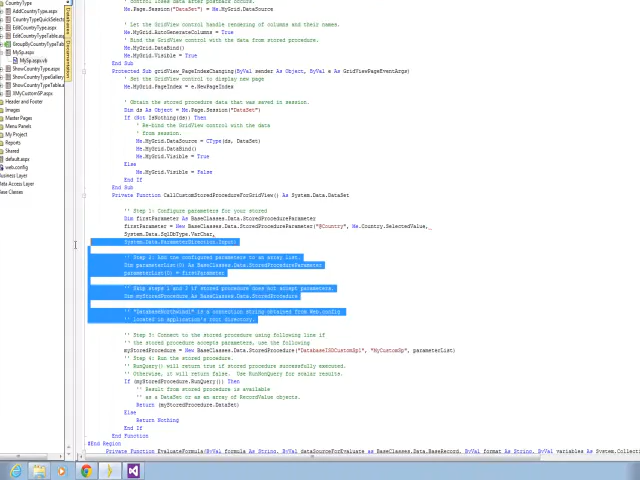 CountryType
AddCountryType.aspx
CountryTypeQuickSelect
EditCountryType.aspx
EditCountryTypeTable.as
GroupByCountryTypeTabl
MySp.aspx
MySp.aspx.vb
ShowCountryType.aspx
ShowCountryTypeGallery
ShowCountryTypeTable.a
XMyCustomSP.aspx
Header and Footer
Images
Master Pages
Menu Panels
My Project
Reports
Shared
default.aspx
web.config
usiness Layer
ata Access Layer
ase Classes
Me.Page.Session("DataSet") = Me.MyGrid.DataSource
' Let the GridView control handle rendering of columns and their names.
Me.MyGrid.AutoGenerateColumns = True
' Bind the GridView control with the data from stored procedure.
Me.MyGrid.DataBind()
Me.MyGrid.Visible = True
End Sub
Protected Sub gridView_PageIndexChanging(ByVal sender As Object, ByVal e As GridViewPageEventArgs)
' Set the GridView control to display new page
Me.MyGrid.PageIndex = e.NewPageIndex
' Obtain the stored procedure data that was saved in session.
Dim ds As Object = Me.Page.Session("DataSet")
If (Not IsNothing(ds)) Then
' Re-bind the GridView control with the data
' from session.
Me.MyGrid.DataSource = CType(ds, DataSet)
Me.MyGrid.DataBind()
Me.MyGrid.Visible = True
Else
Me.MyGrid.Visible = False
End If
End Sub
Private Function CallCustomStoredProcedureForGridView() As System.Data.DataSet
'' Step 1: Configure parameters for your stored
Dim firstParameter As BaseClasses.Data.StoredProcedureParameter
firstParameter = New BaseClasses.Data.StoredProcedureParameter("@Country", Me.Country.SelectedValue, _
System.Data.SqlDbType.VarChar,
System.Data.ParameterDirection.Input)
'' Step 2: Add the configured parameters to an array list.
Dim parameterList(0) As BaseClasses.Data.StoredProcedureParameter
parameterList(0) = firstParameter
'' Skip steps 1 and 2 if stored procedure does not accept parameters.
Dim myStoredProcedure As BaseClasses.Data.StoredProcedure
'' "DatabaseNorthwind1" is a connection string obtained from Web.config
'' located in application's root directory.
'' Step 3: Connect to the stored procedure using following line if
'' the stored procedure accepts parameters, use the following
myStoredProcedure = New BaseClasses.Data.StoredProcedure("DatabaseISDCustomSp1", "MyCustomSp", parameterList)
'' Step 4: Run the stored procedure.
'' RunQuery() will return true if stored procedure successfully executed.
'' Otherwise, it will return false. Use RunNonQuery for scalar results.
If (myStoredProcedure.RunQuery()) Then
'' Result from stored procedure is available
'' as a DataSet or as an array of RecordValue objects.
Return (myStoredProcedure.DataSet)
Else
Return Nothing
End If
End Function
#End Region
Private Function EvaluateFormula(ByVal formula As String, ByVal dataSourceForEvaluate as BaseClasses.Data.BaseRecord, ByVal format As String, ByVal variables As System.Collect